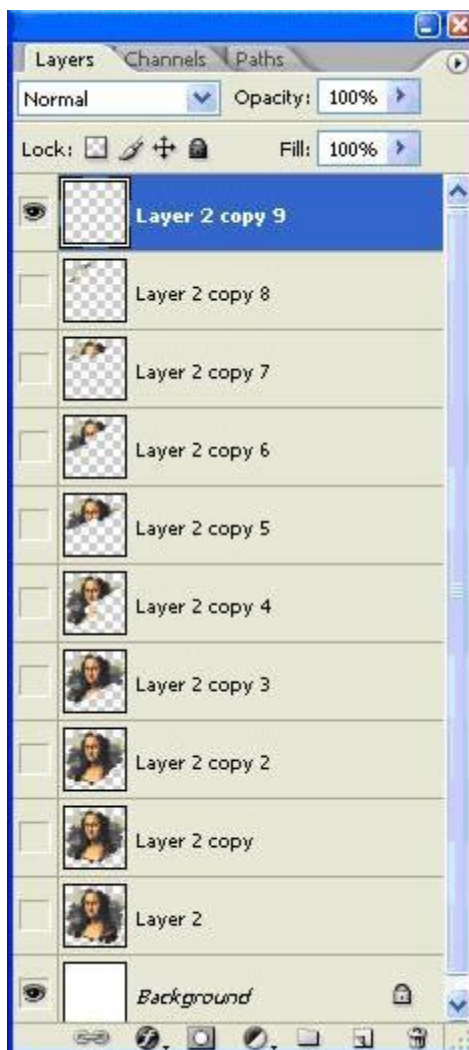 Layers Channels Paths
Normal Opacity: 100%
Lock: Fill: 100%
Layer 2 copy 9
Layer 2 copy 8
Layer 2 copy 7
Layer 2 copy 6
Layer 2 copy 5
Layer 2 copy 4
Layer 2 copy 3
Layer 2 copy 2
Layer 2 copy
Layer 2
Background